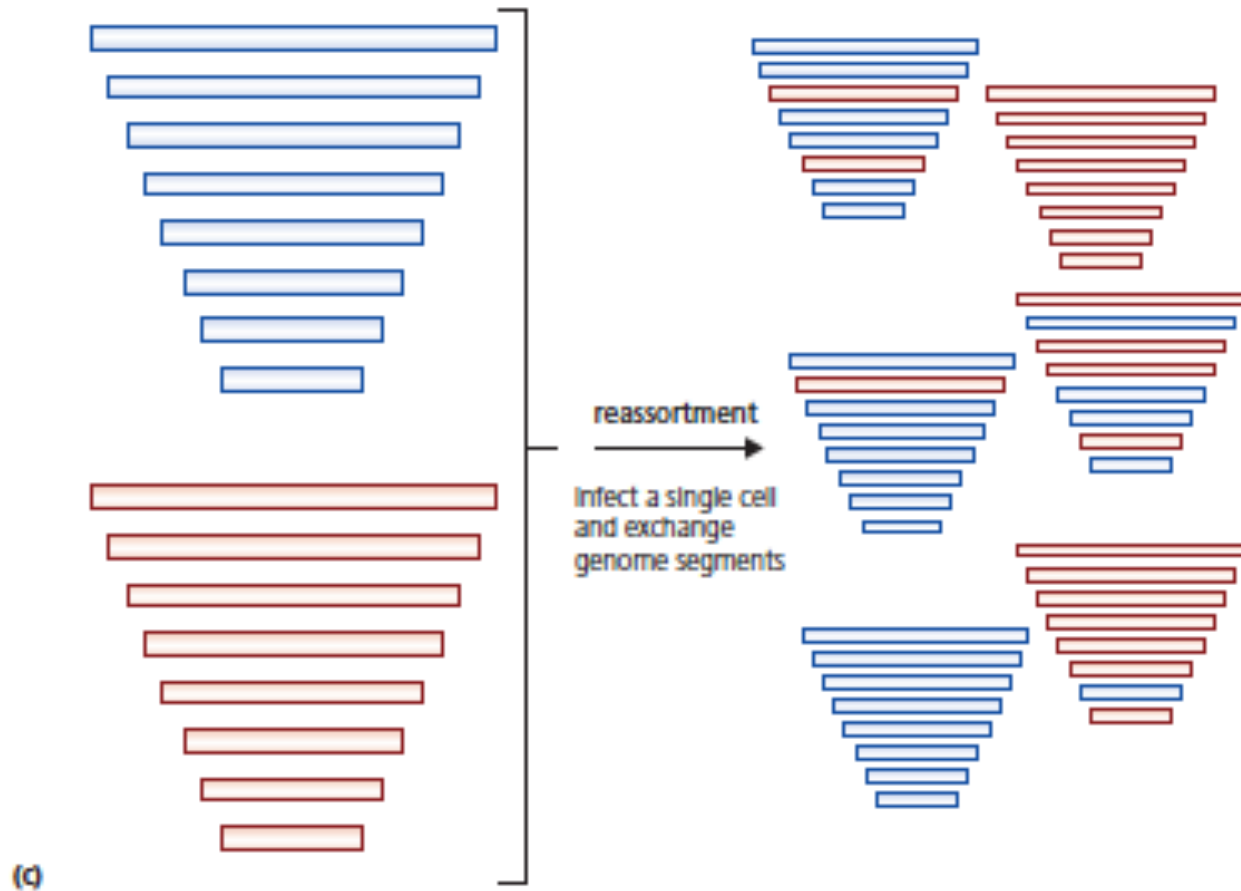 reassortment
infect a single cell
and exchange
genome segments
(c)